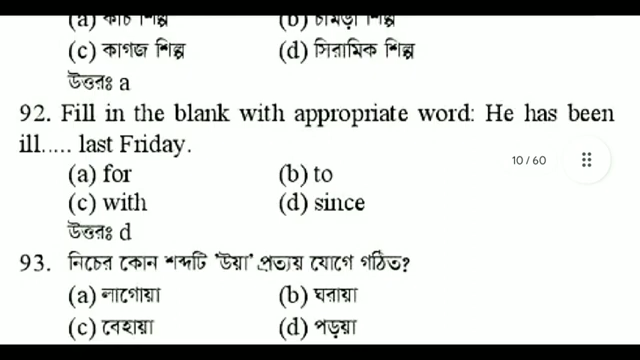 (a) কাচ শিল্প (b) চামড়া শিল্প
(c) কাগজ শিল্প (d) সিরামিক শিল্প
উত্তরঃ a
92. Fill in the blank with appropriate word: He has been
ill..... last Friday.
(a) for (b) to
10 / 60
(c) with (d) since
উত্তরঃ d
93. নিচের কোন শব্দটি 'উয়া' প্রত্যয় যোগে গঠিত?
(a) লাগোয়া (b) ঘরায়া
(c) বেহায়া (d) পড়ুয়া